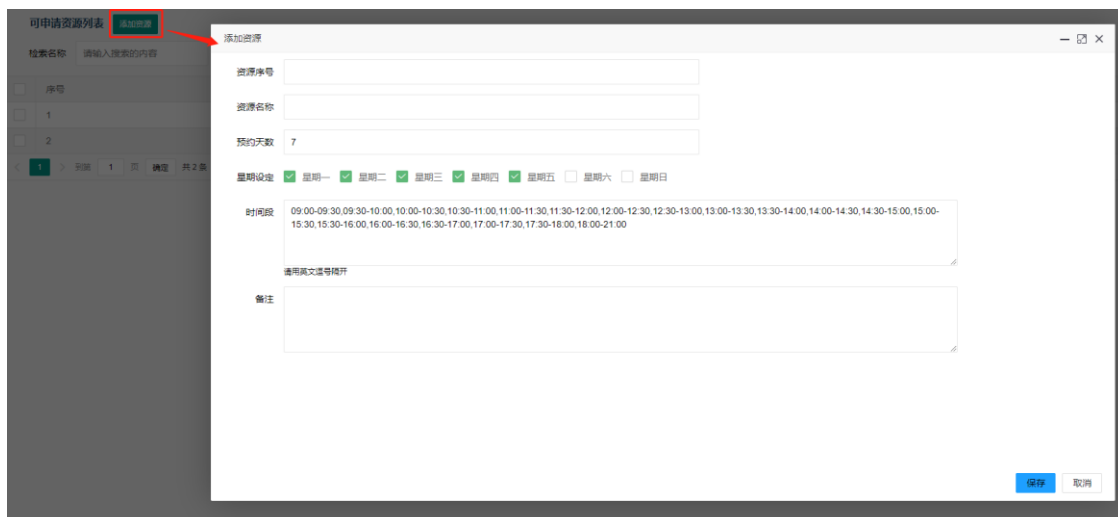 可申请资源列表 添加资源
检索名称 请输入搜索的内容
序号
1
2
< 1 > 到第 1 页 确定 共2条
添加资源
资源序号
资源名称
预约天数 7
星期设定 星期一 星期二 星期三 星期四 星期五 星期六 星期日
时间段 09:00-09:30,09:30-10:00,10:00-10:30,10:30-11:00,11:00-11:30,11:30-12:00,12:00-12:30,12:30-13:00,13:00-13:30,13:30-14:00,14:00-14:30,14:30-15:00,15:00-
15:30,15:30-16:00,16:00-16:30,16:30-17:00,17:00-17:30,17:30-18:00,18:00-21:00
请用英文逗号隔开
备注
保存 取消